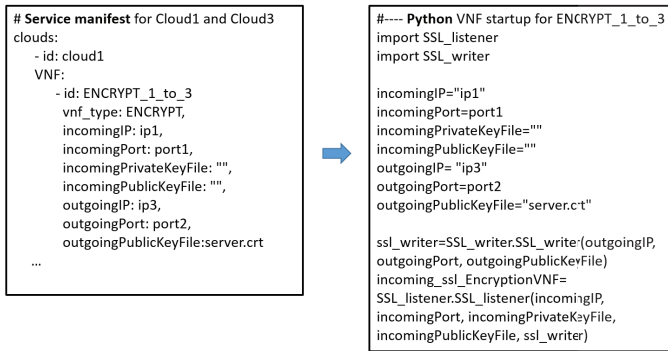 # Service manifest for Cloud1 and Cloud3
clouds:
- id: cloud1
VNF:
- id: ENCRYPT_1_to_3
vnf_type: ENCRYPT,
incomingIP: ip1,
incomingPort: port1,
incomingPrivateKeyFile: "",
incomingPublicKeyFile: "",
outgoingIP: ip3,
outgoingPort: port2,
outgoingPublicKeyFile:server.crt
...
#---- Python VNF startup for ENCRYPT_1_to_3
import SSL_listener
import SSL_writer
incomingIP="ip1"
incomingPort=port1
incomingPrivateKeyFile=""
incomingPublicKeyFile=""
outgoingIP= "ip3"
outgoingPort=port2
outgoingPublicKeyFile="server.crt"
ssl_writer=SSL_writer.SSL_writer(outgoingIP,
outgoingPort, outgoingPublicKeyFile)
incoming_ssl_EncryptionVNF=
SSL_listener.SSL_listener(incomingIP,
incomingPort, incomingPrivateKeyFile,
incomingPublicKeyFile, ssl_writer)